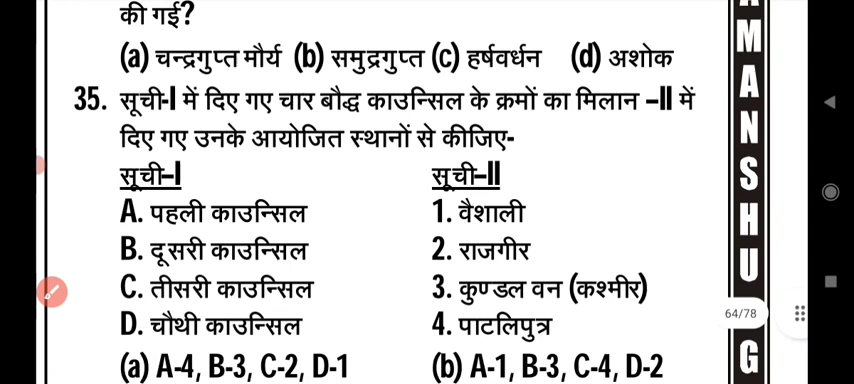 की गई?
(a) चन्द्रगुप्त मौर्य (b) समुद्रगुप्त (c) हर्षवर्धन (d) अशोक
35. सूची-I में दिए गए चार बौद्ध काउन्सिल के क्रमों का मिलान –II में
दिए गए उनके आयोजित स्थानों से कीजिए-
सूची–I सूची–II
A. पहली काउन्सिल 1. वैशाली
B. दूसरी काउन्सिल 2. राजगीर
C. तीसरी काउन्सिल 3. कुण्डल वन (कश्मीर)
D. चौथी काउन्सिल 4. पाटलिपुत्र
(a) A-4, B-3, C-2, D-1 (b) A-1, B-3, C-4, D-2
MANSHU G
64/78